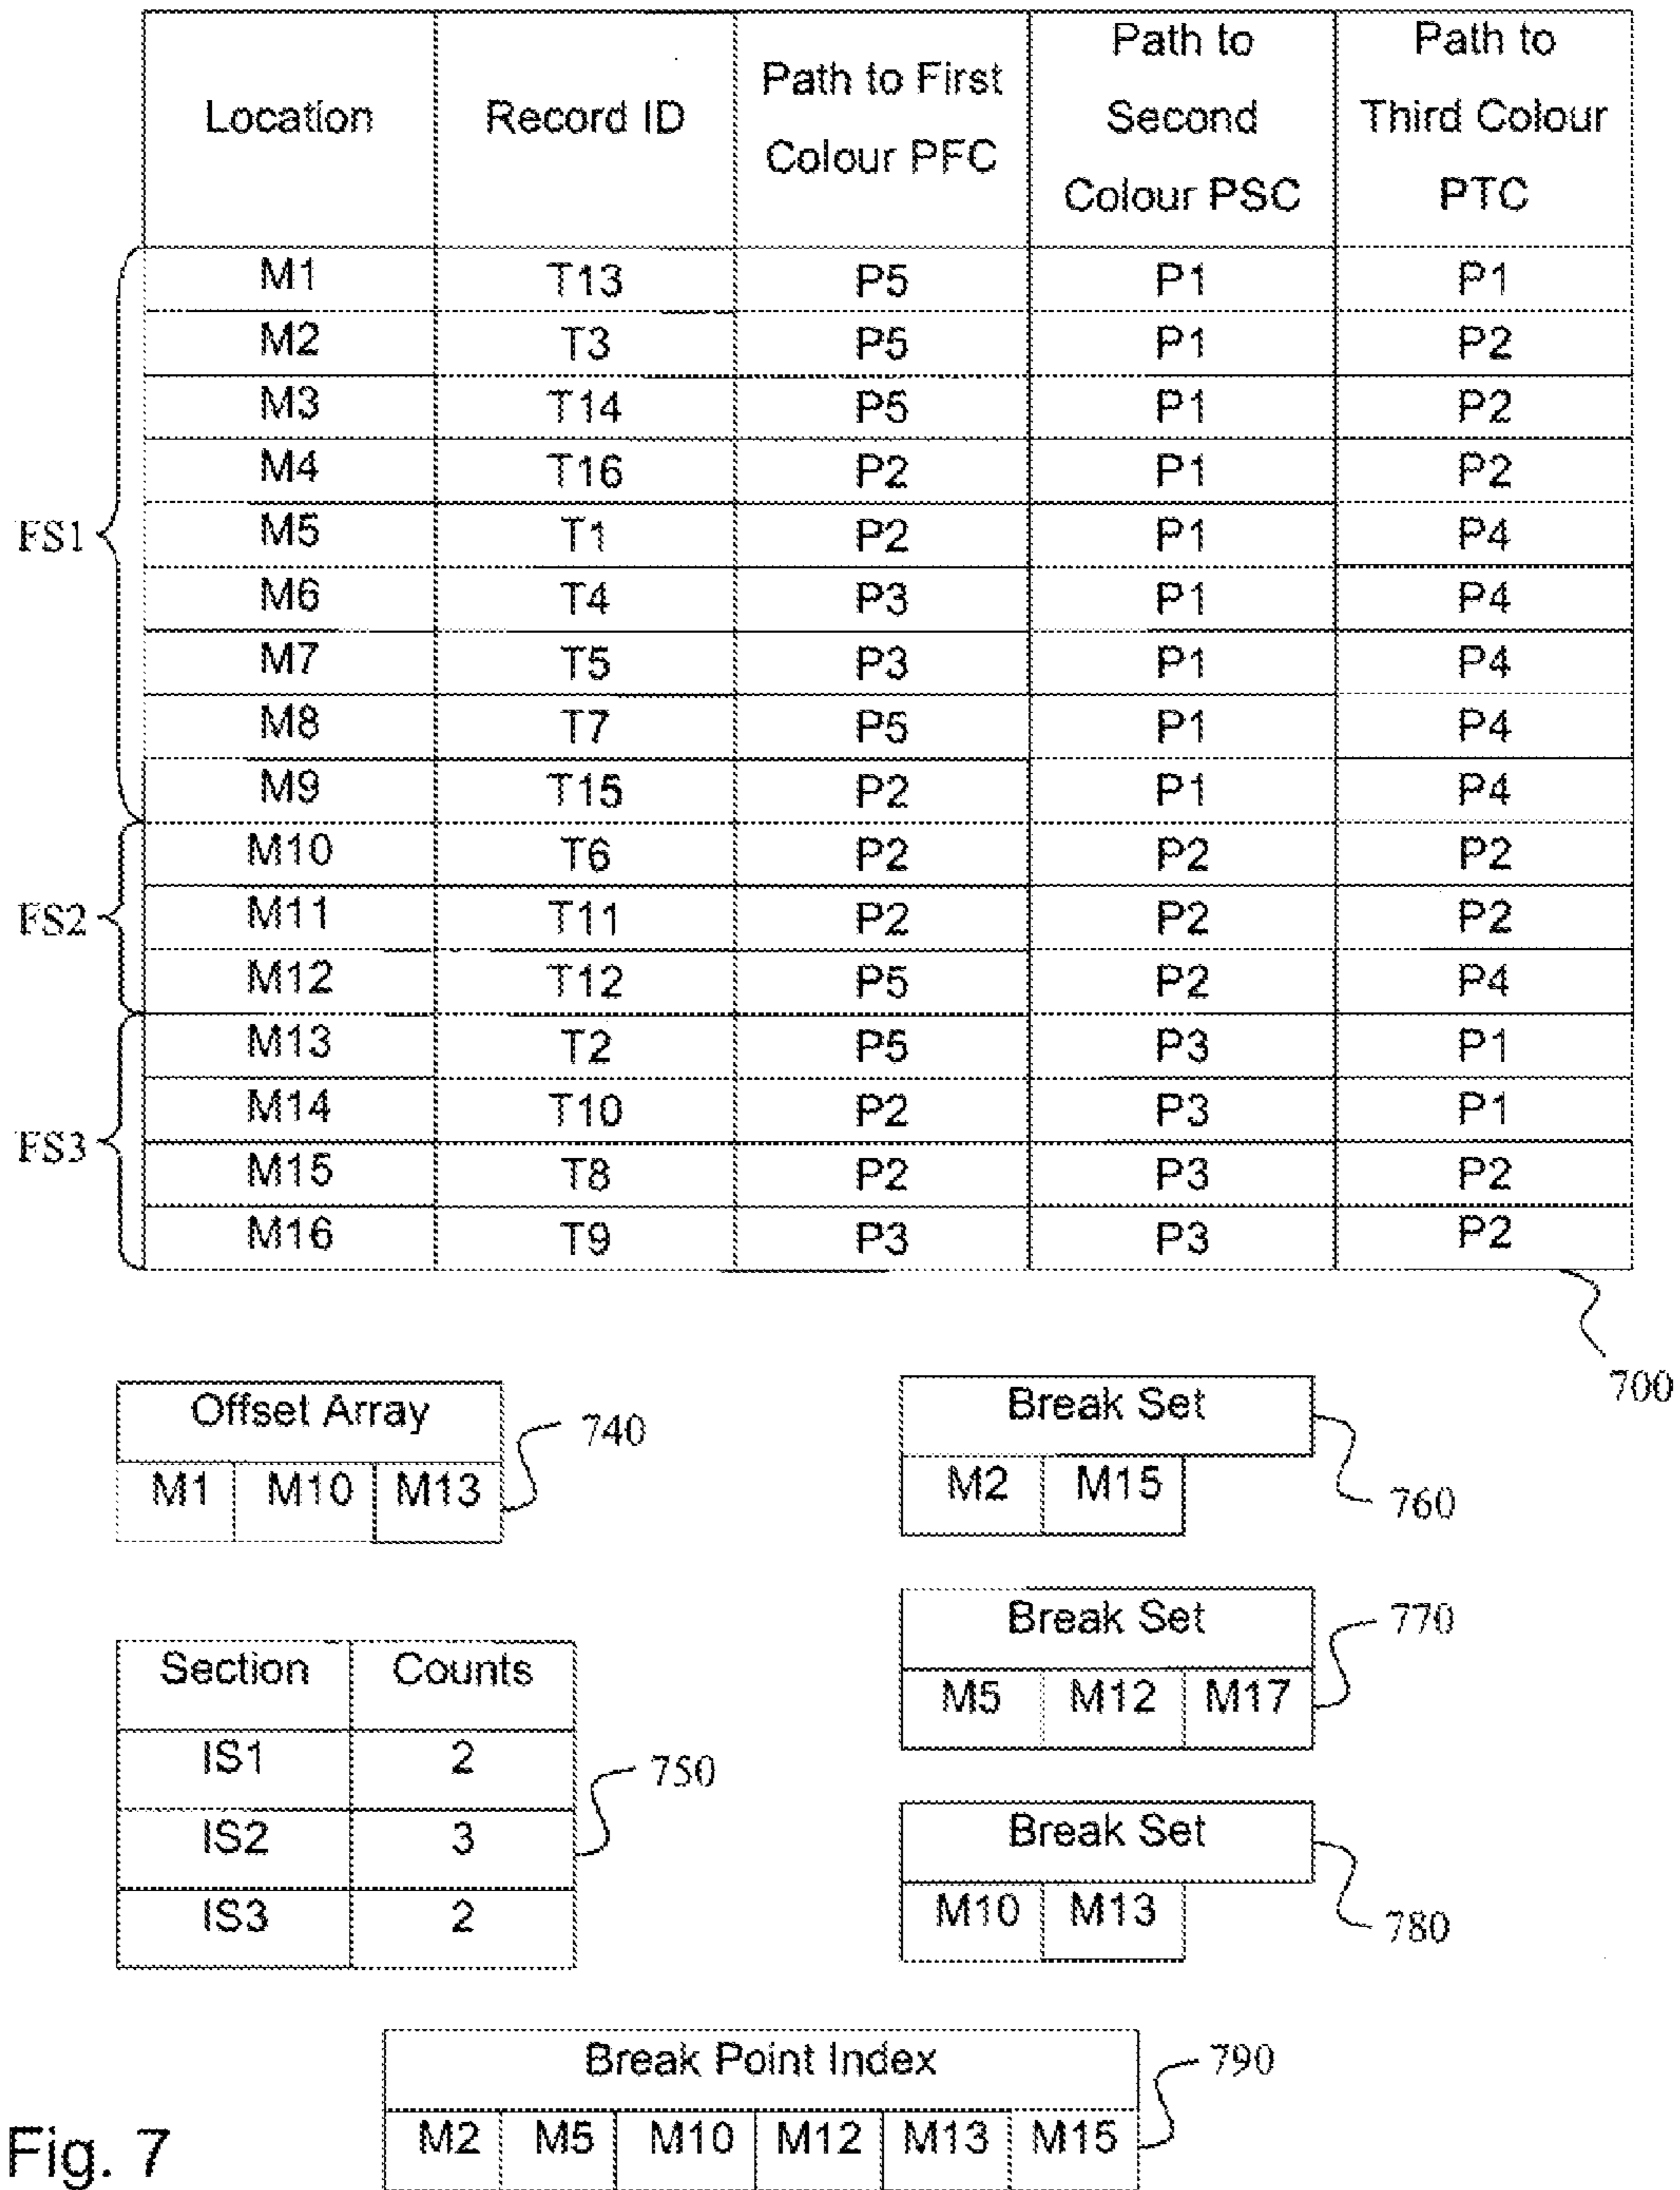 Location Record ID Path to First Colour PFC Path to Second Colour PSC Path to Third Colour PTC
FS1
M1 T13 P5 P1 P1
M2 T3 P5 P1 P2
M3 T14 P5 P1 P2
M4 T16 P2 P1 P2
M5 T1 P2 P1 P4
M6 T4 P3 P1 P4
M7 T5 P3 P1 P4
M8 T7 P5 P1 P4
M9 T15 P2 P1 P4
FS2
M10 T6 P2 P2 P2
M11 T11 P2 P2 P2
M12 T12 P5 P2 P4
FS3
M13 T2 P5 P3 P1
M14 T10 P2 P3 P1
M15 T8 P2 P3 P2
M16 T9 P3 P3 P2
700
Offset Array
M1 M10 M13
740
Break Set
M2 M15
760
Section Counts
IS1 2
IS2 3
IS3 2
750
Break Set
M5 M12 M17
770
Break Set
M10 M13
780
Break Point Index
M2 M5 M10 M12 M13 M15
790
Fig. 7